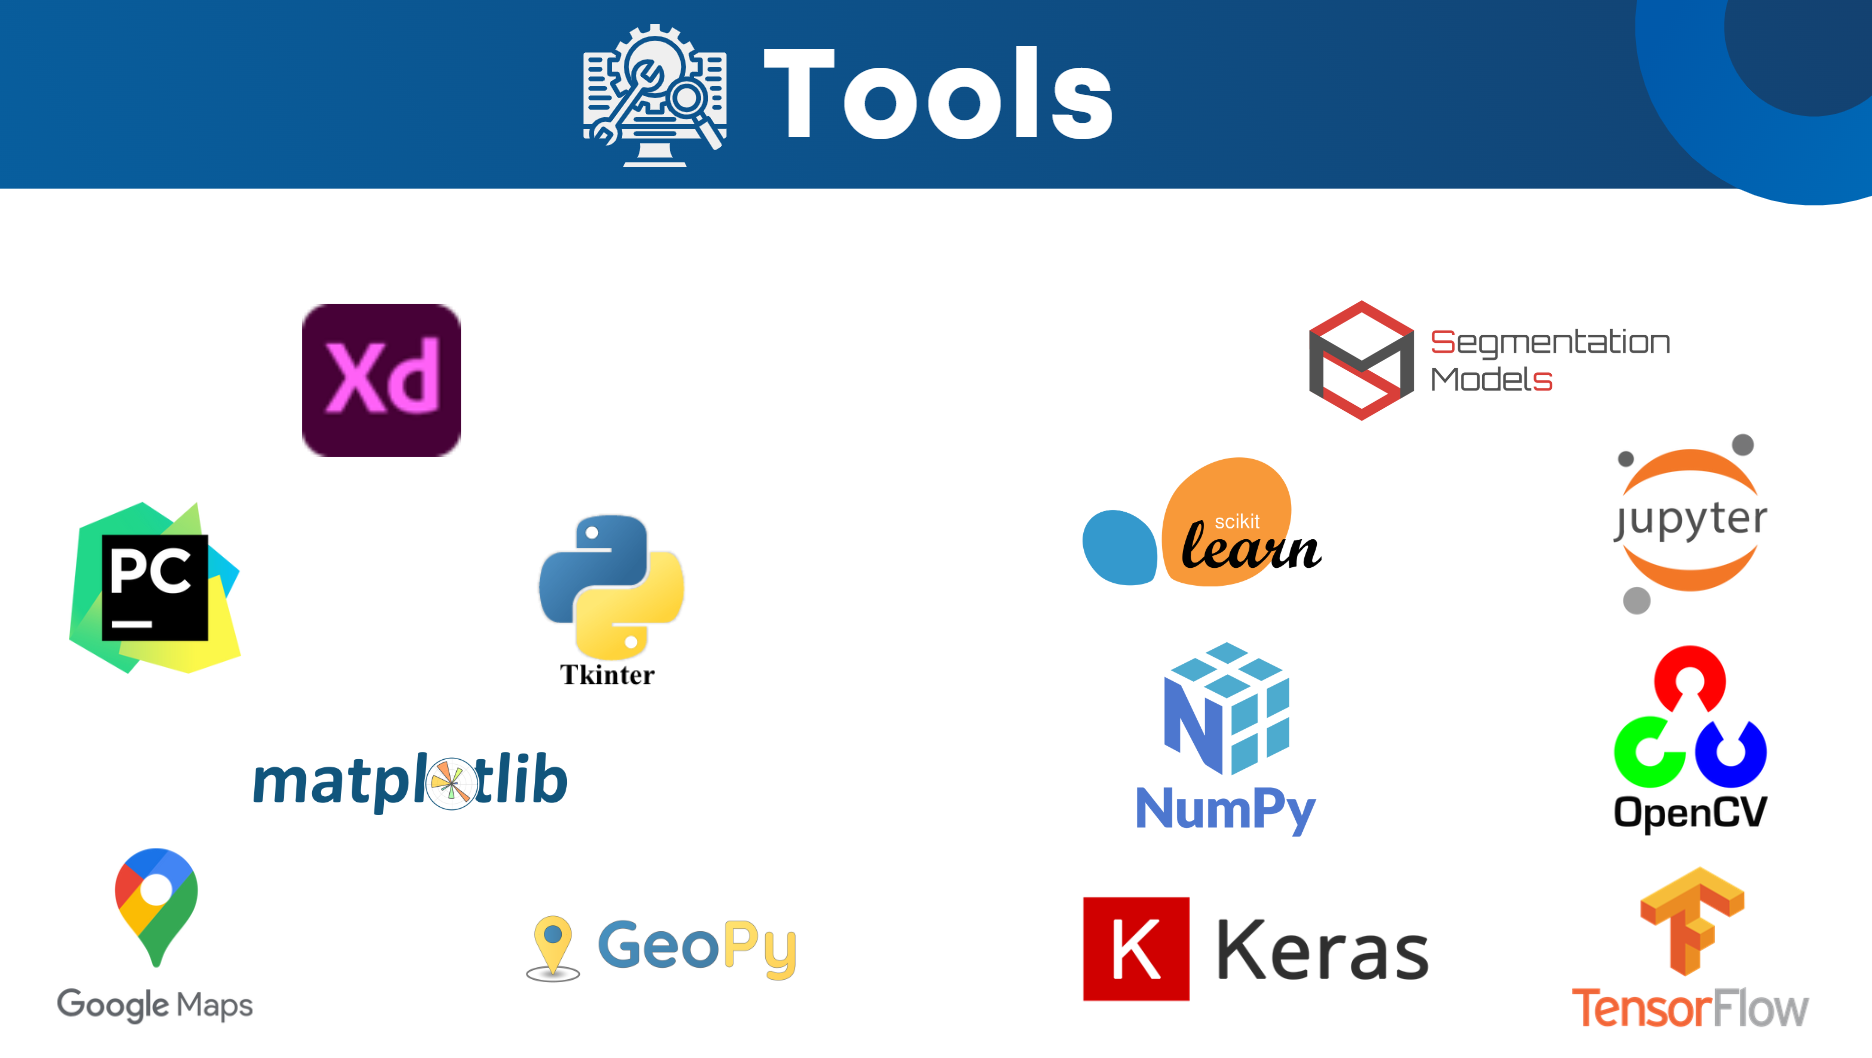 Tools
Xd
Segmentation
Models
scikit
learn
jupyter
PC
Tkinter
NumPy
OpenCV
matplotlib
Google Maps
GeoPy
K Keras
TensorFlow